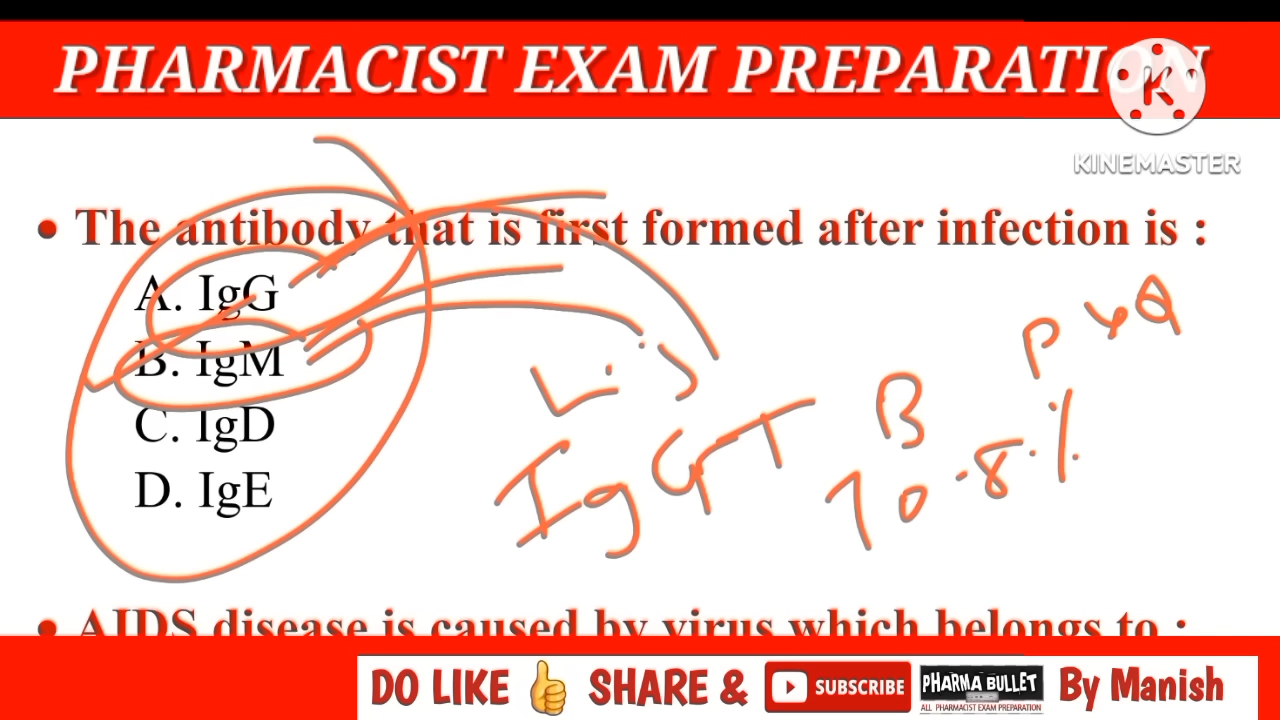 PHARMACIST EXAM PREPARATION
KINEMASTER
• The antibody that is first formed after infection is :
A. IgG
B. IgM
C. IgD
D. IgE
B
IgG
• AIDS disease is caused by virus which belongs to :
DO LIKE SHARE & SUBSCRIBE PHARMA BULLET By Manish
ALL PHARMACIST EXAM PREPARATION